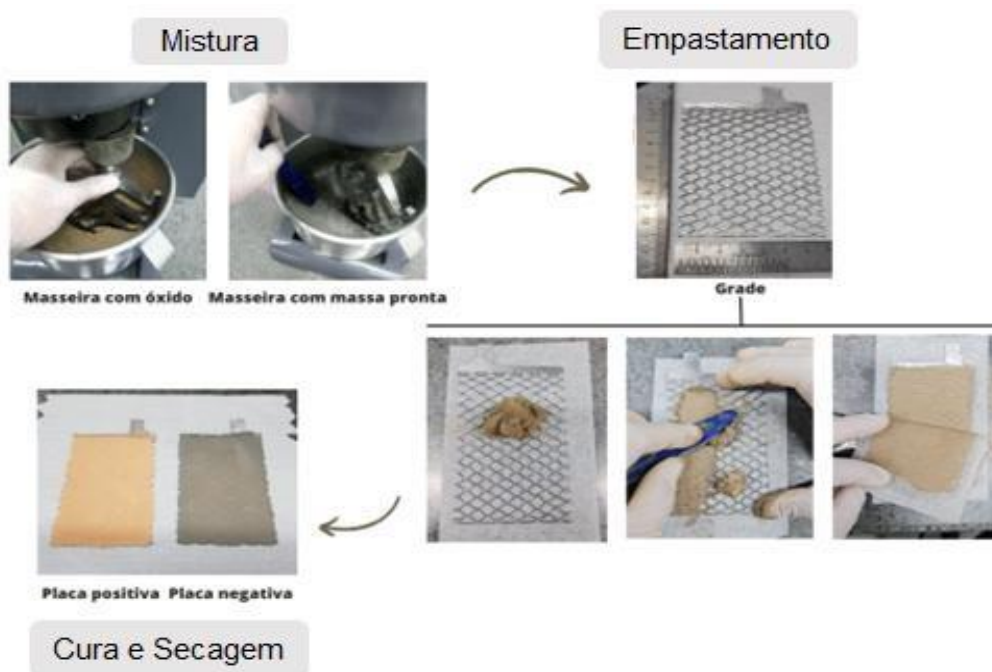 Mistura
Empastamento
Masseira com óxido
Masseira com massa pronta
Grade
Placa positiva
Placa negativa
Cura e Secagem